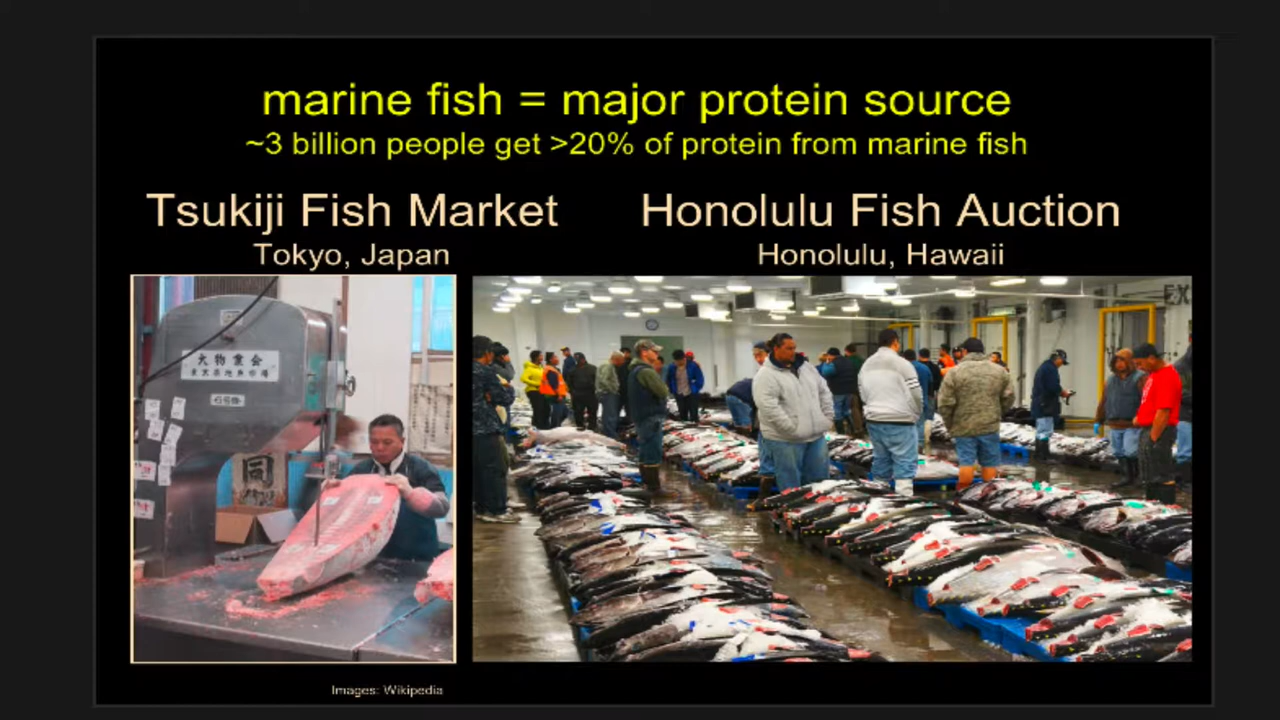 marine fish = major protein source
~3 billion people get >20% of protein from marine fish
Tsukiji Fish Market
Tokyo, Japan
Honolulu Fish Auction
Honolulu, Hawaii
EX
大物業会
Images: Wikipedia